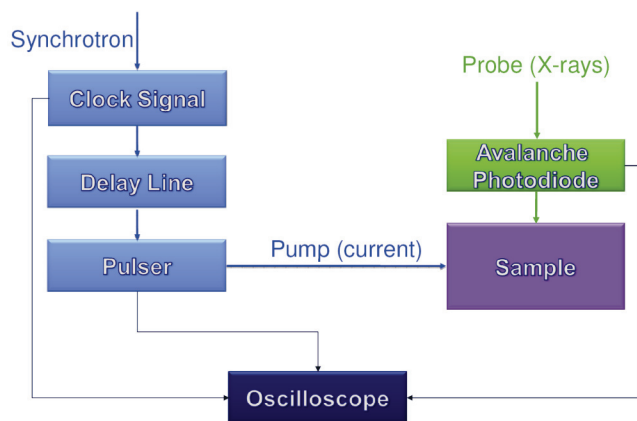 Synchrotron
Probe (X-rays)
Clock Signal
Avalanche
Photodiode
Delay Line
Pump (current)
Pulser
Sample
Oscilloscope